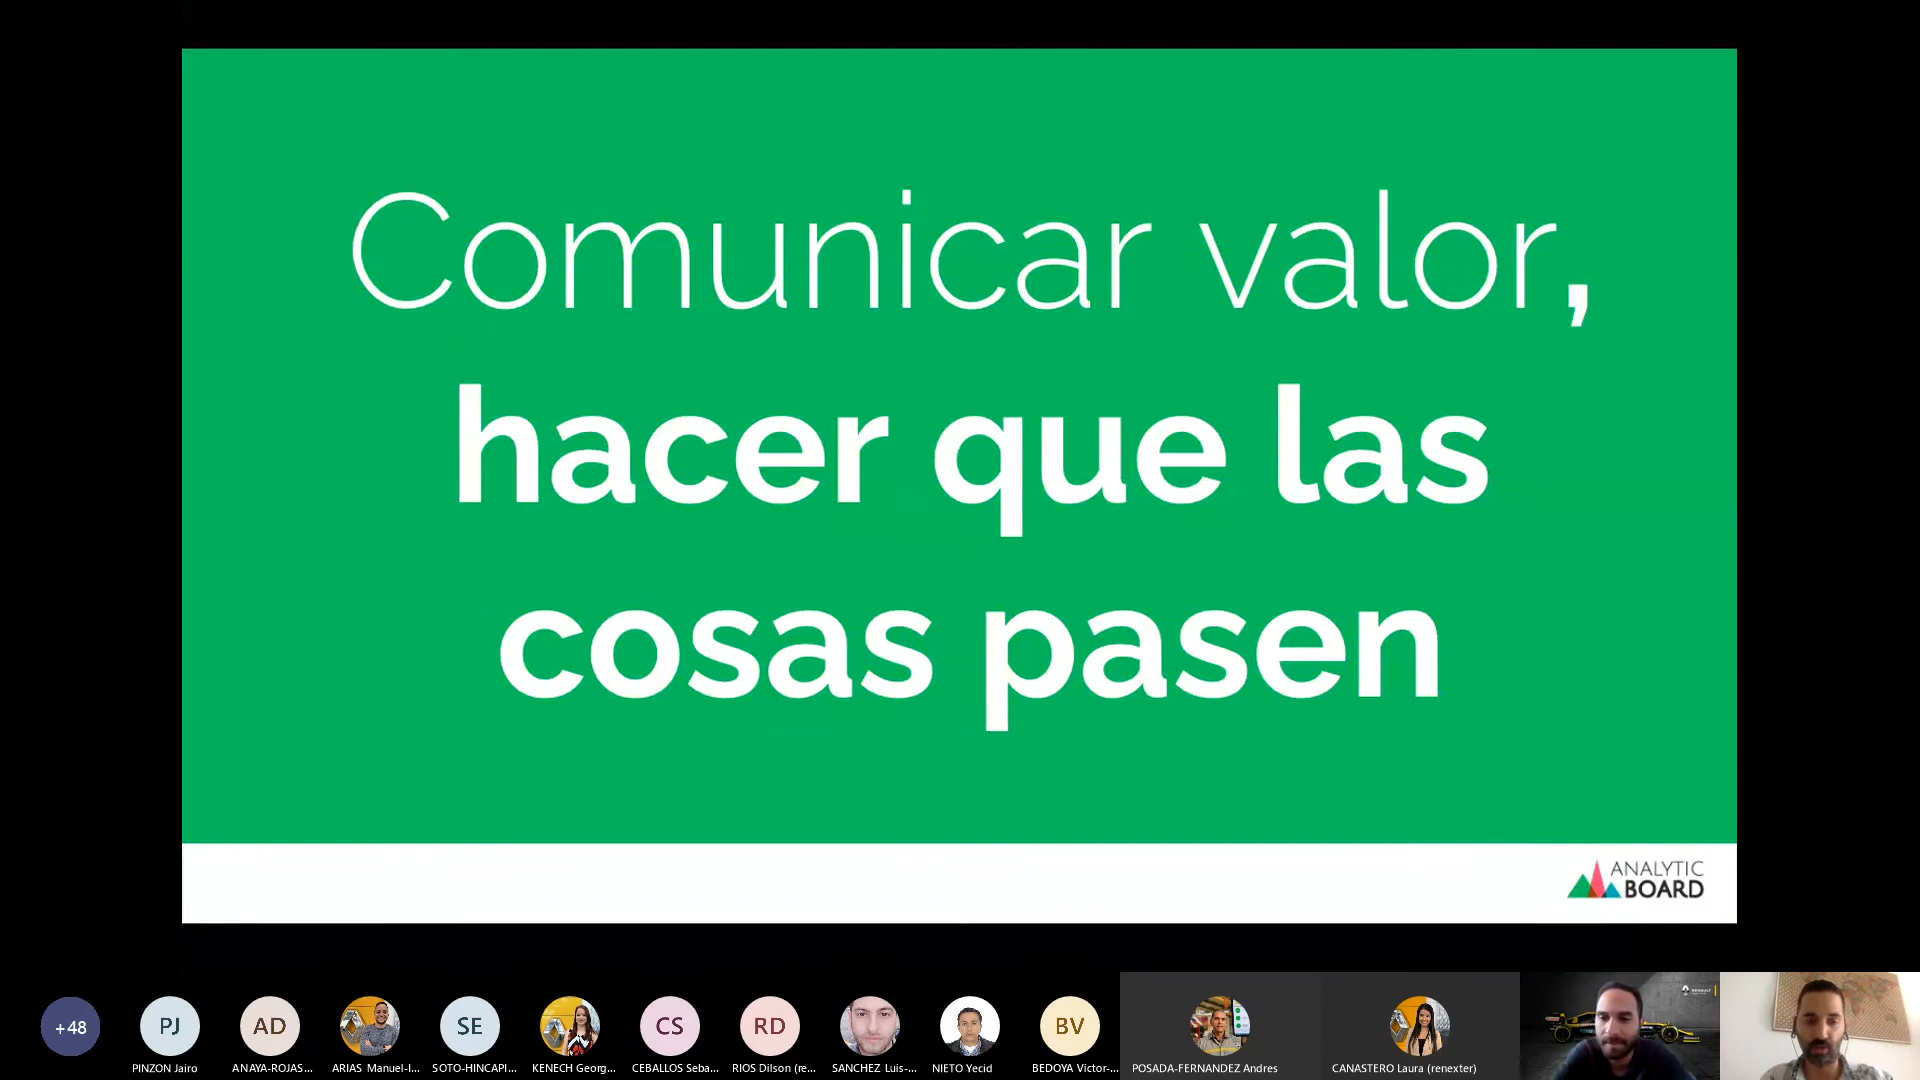 Comunicar valor,
hacer que las
cosas pasen
ANALYTIC
BOARD
+48
PJ
AD
SE
CS
RD
BV
PINZON Jairo
ANAYA-ROJAS...
ARIAS Manuel-I...
SOTO-HINCAPI...
KENECH Georg...
CEBALLOS Seba...
RIOS Dilson (re...
SANCHEZ Luis-...
NIETO Yecid
BEDOYA Victor-...
POSADA-FERNANDEZ Andres
CANASTERO Laura (renexter)
RENAULT